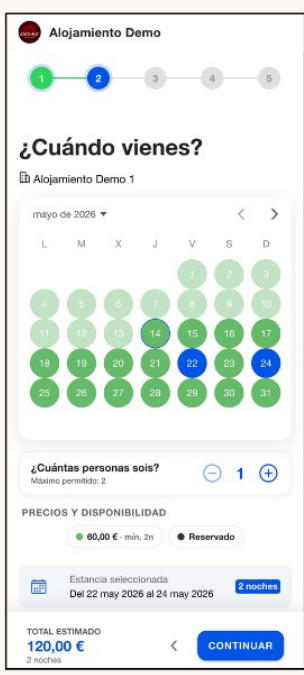 Alojamiento Demo
1 2 3 4 5
¿Cuándo vienes?
Alojamiento Demo 1
mayo de 2026
L M X J V S D
1 2 3
4 5 6 7 8 9 10
11 12 13 14 15 16 17
18 19 20 21 22 23 24
25 26 27 28 29 30 31
¿Cuántas personas sois?
Máximo permitido: 2
1
PRECIOS Y DISPONIBILIDAD
60,00 € · mín. 2n
Reservado
Estancia seleccionada
Del 22 may 2026 al 24 may 2026
2 noches
TOTAL ESTIMADO
120,00 €
2 noches
CONTINUAR